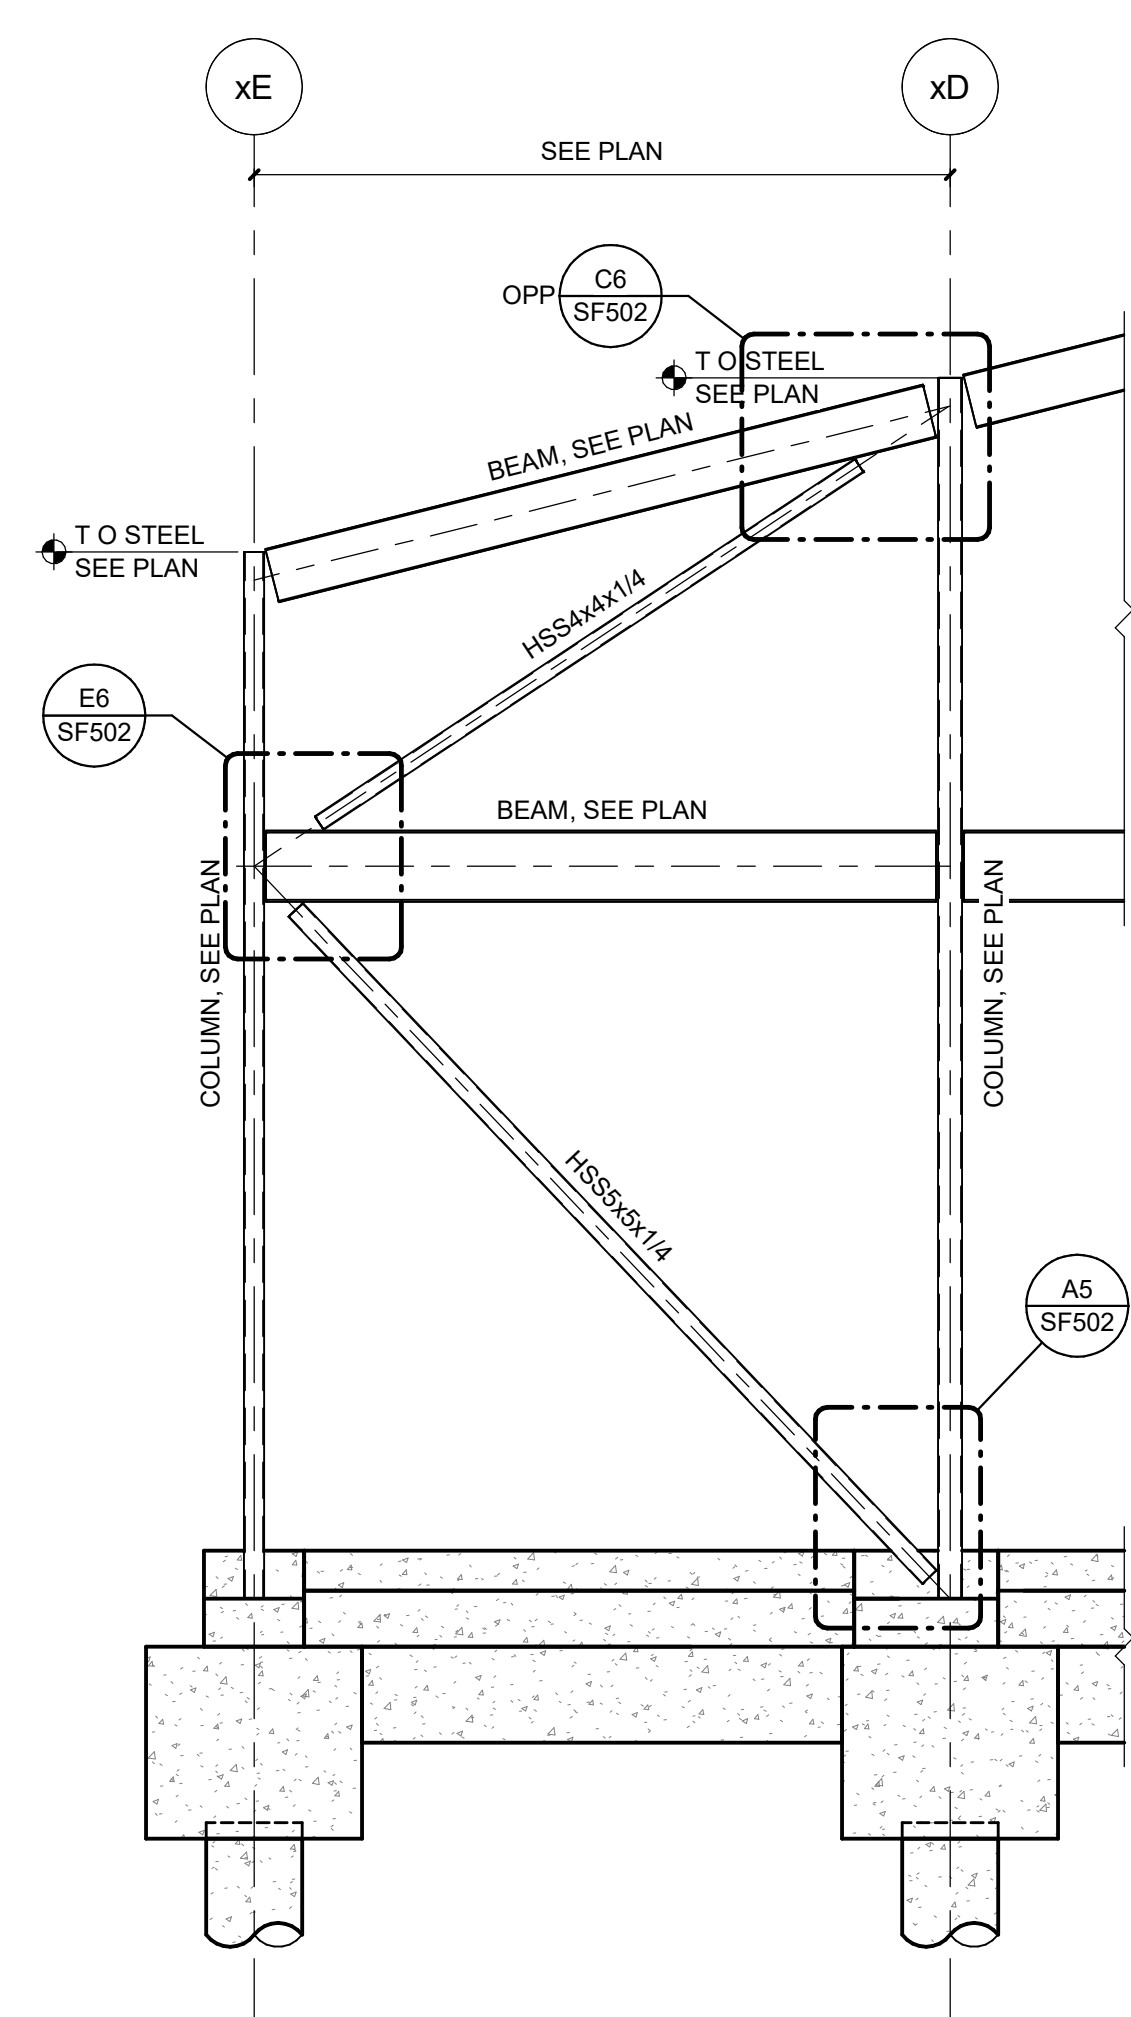 xE
xD
SEE PLAN
OPP
C6
SF502
T O STEEL
SEE PLAN
BEAM, SEE PLAN
T O STEEL
SEE PLAN
HSS4x4x1/4
E6
SF502
BEAM, SEE PLAN
COLUMN, SEE PLAN
COLUMN, SEE PLAN
HSS5x5x1/4
A5
SF502